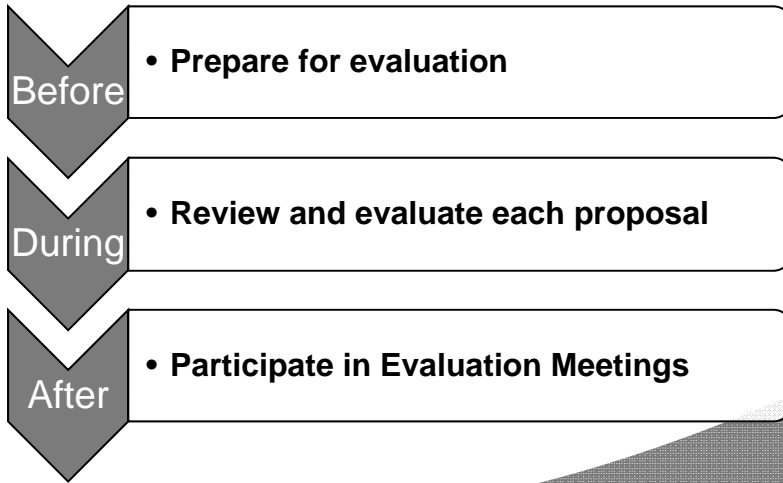 Before
• Prepare for evaluation
During
• Review and evaluate each proposal
After
• Participate in Evaluation Meetings